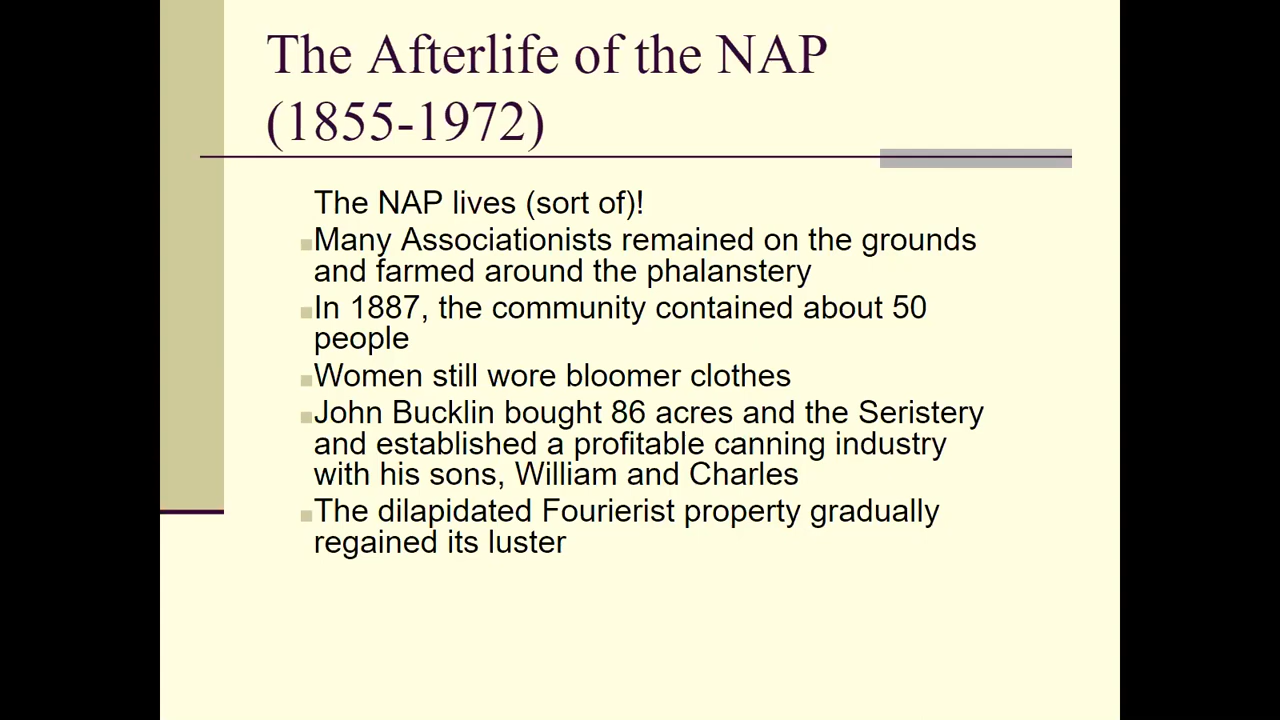 The Afterlife of the NAP
(1855-1972)
The NAP lives (sort of)!
Many Associationists remained on the grounds
and farmed around the phalanstery
In 1887, the community contained about 50
people
Women still wore bloomer clothes
John Bucklin bought 86 acres and the Seristery
and established a profitable canning industry
with his sons, William and Charles
The dilapidated Fourierist property gradually
regained its luster